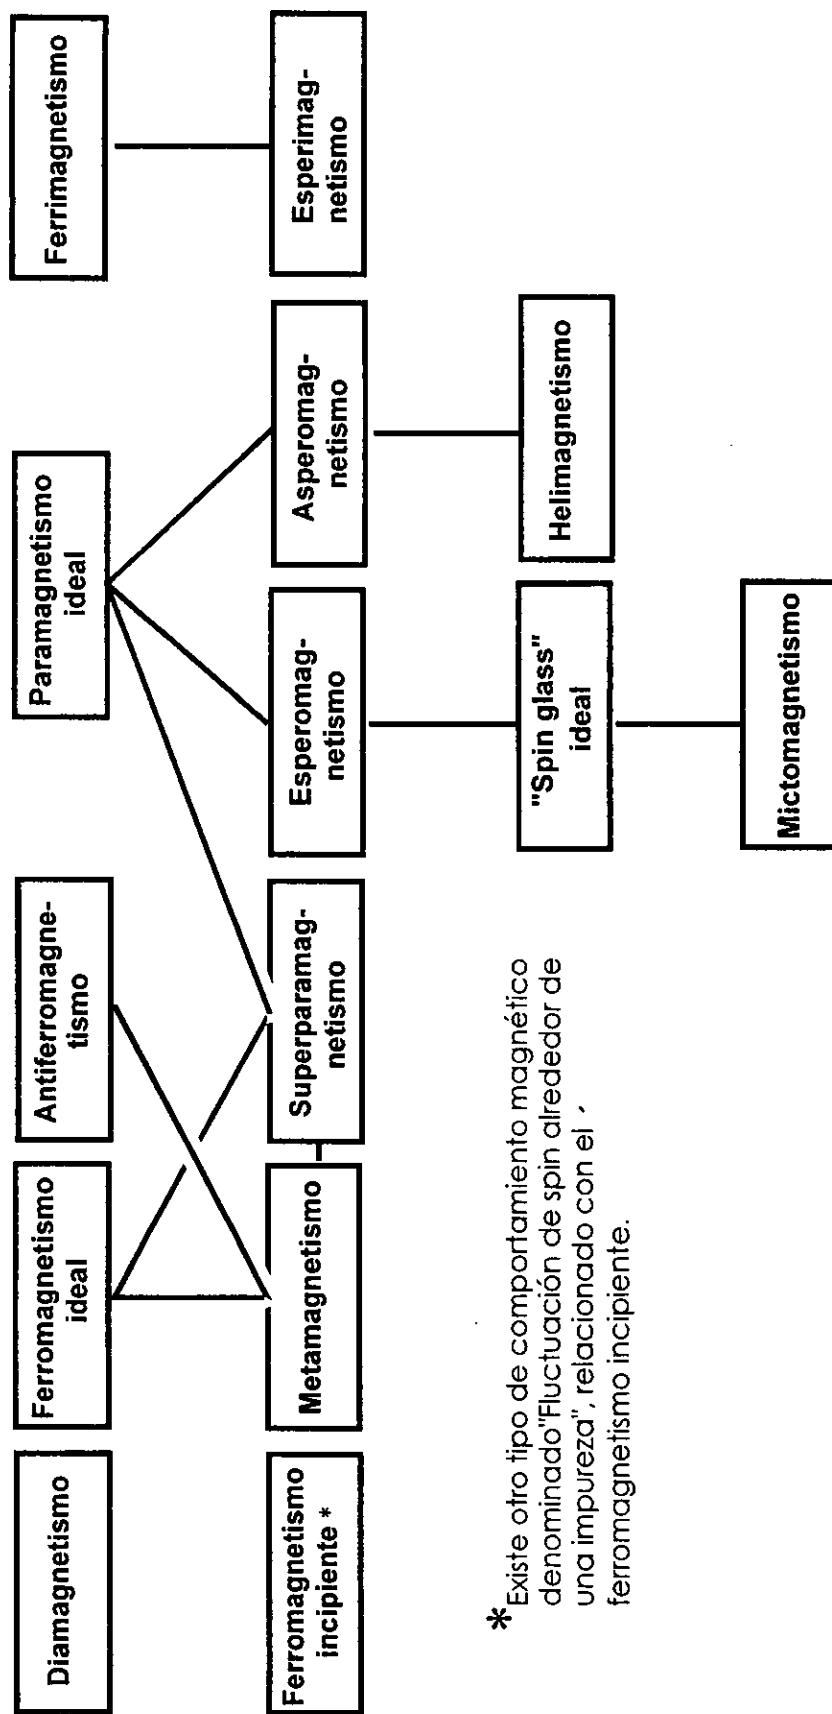 Diamagnetismo
Ferromagnetismo
ideal
Antiferromagne-
tismo
Paramagnetismo
ideal
Ferrimagnetismo
Ferromagnetismo
incipiente *
Metamagnetismo
Superparamag-
netismo
Esperomag-
netismo
Asperomag-
netismo
Esperimag-
netismo
"Spin glass"
ideal
Helimagnetismo
Mictomagnetismo
* Existe otro tipo de comportamiento magnético
denominado"Fluctuación de spin alrededor de
una impureza", relacionado con el
ferromagnetismo incipiente.